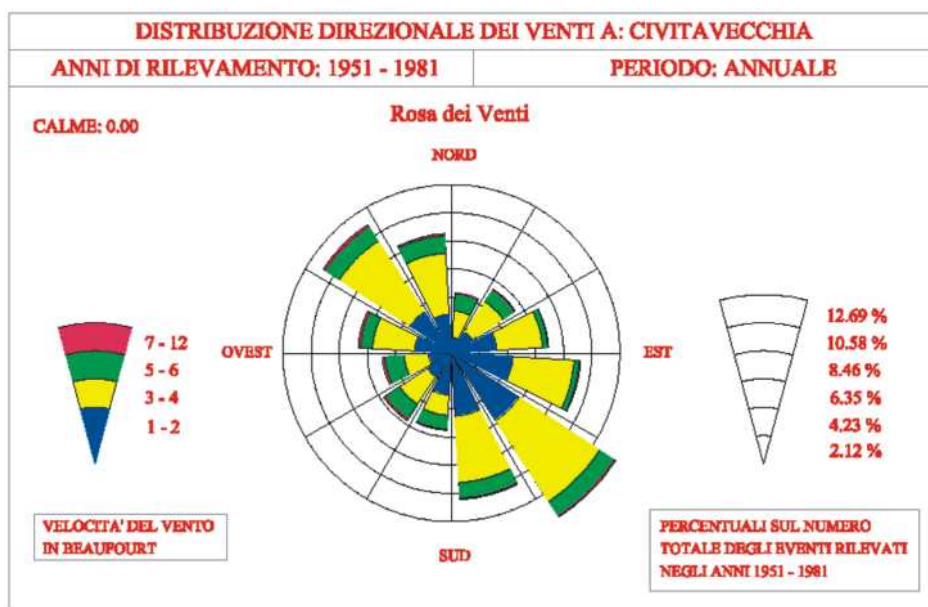 DISTRIBUZIONE DIREZIONALE DEI VENTI A: CIVITAVECCHIA
ANNI DI RILEVAMENTO: 1951 - 1981
PERIODO: ANNUALE
Rosa dei Venti
CALME: 0.00
NORD
7 - 12
5 - 6
3 - 4
1 - 2
OVEST
EST
12.69 %
10.58 %
8.46 %
6.35 %
4.23 %
2.12 %
VELOCITA' DEL VENTO
IN BEAUFOURT
SUD
PERCENTUALI SUL NUMERO
TOTALE DEGLI EVENTI RILEVATI
NEGLI ANNI 1951 - 1981